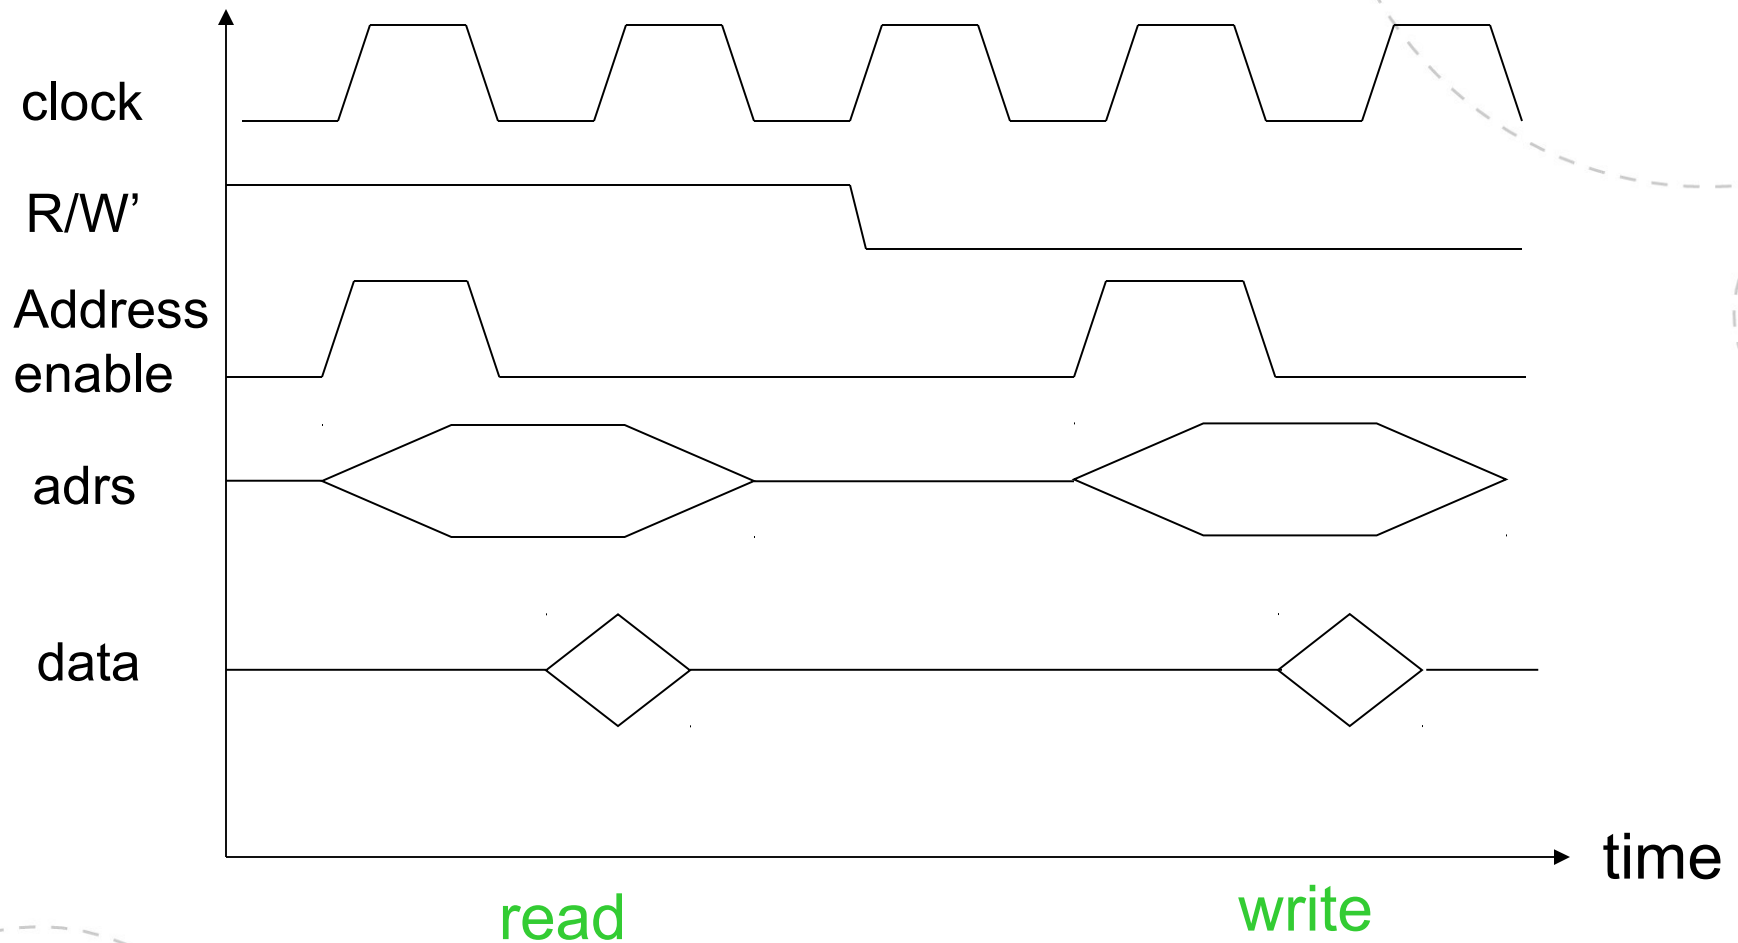 clock
R/W’
Address
enable
adrs
data
time
read
write